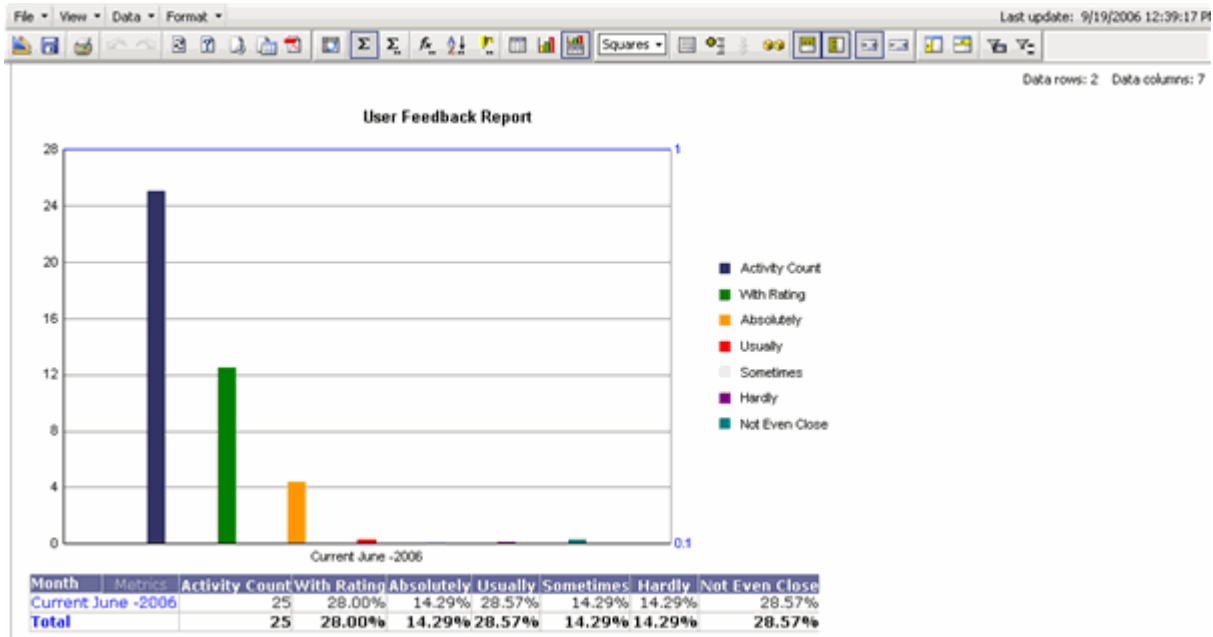 File View Data Format Last update: 9/19/2006 12:39:17 PM
Squares
Data rows: 2 Data columns: 7
User Feedback Report
28 1
24
20
16
12
8
4
0 0.1
Current June -2006
Activity Count
With Rating
Absolutely
Usually
Sometimes
Hardly
Not Even Close
Month Metrics Activity Count With Rating Absolutely Usually Sometimes Hardly Not Even Close
Current June -2006 25 28.00% 14.29% 28.57% 14.29% 14.29% 28.57%
Total 25 28.00% 14.29% 28.57% 14.29% 14.29% 28.57%